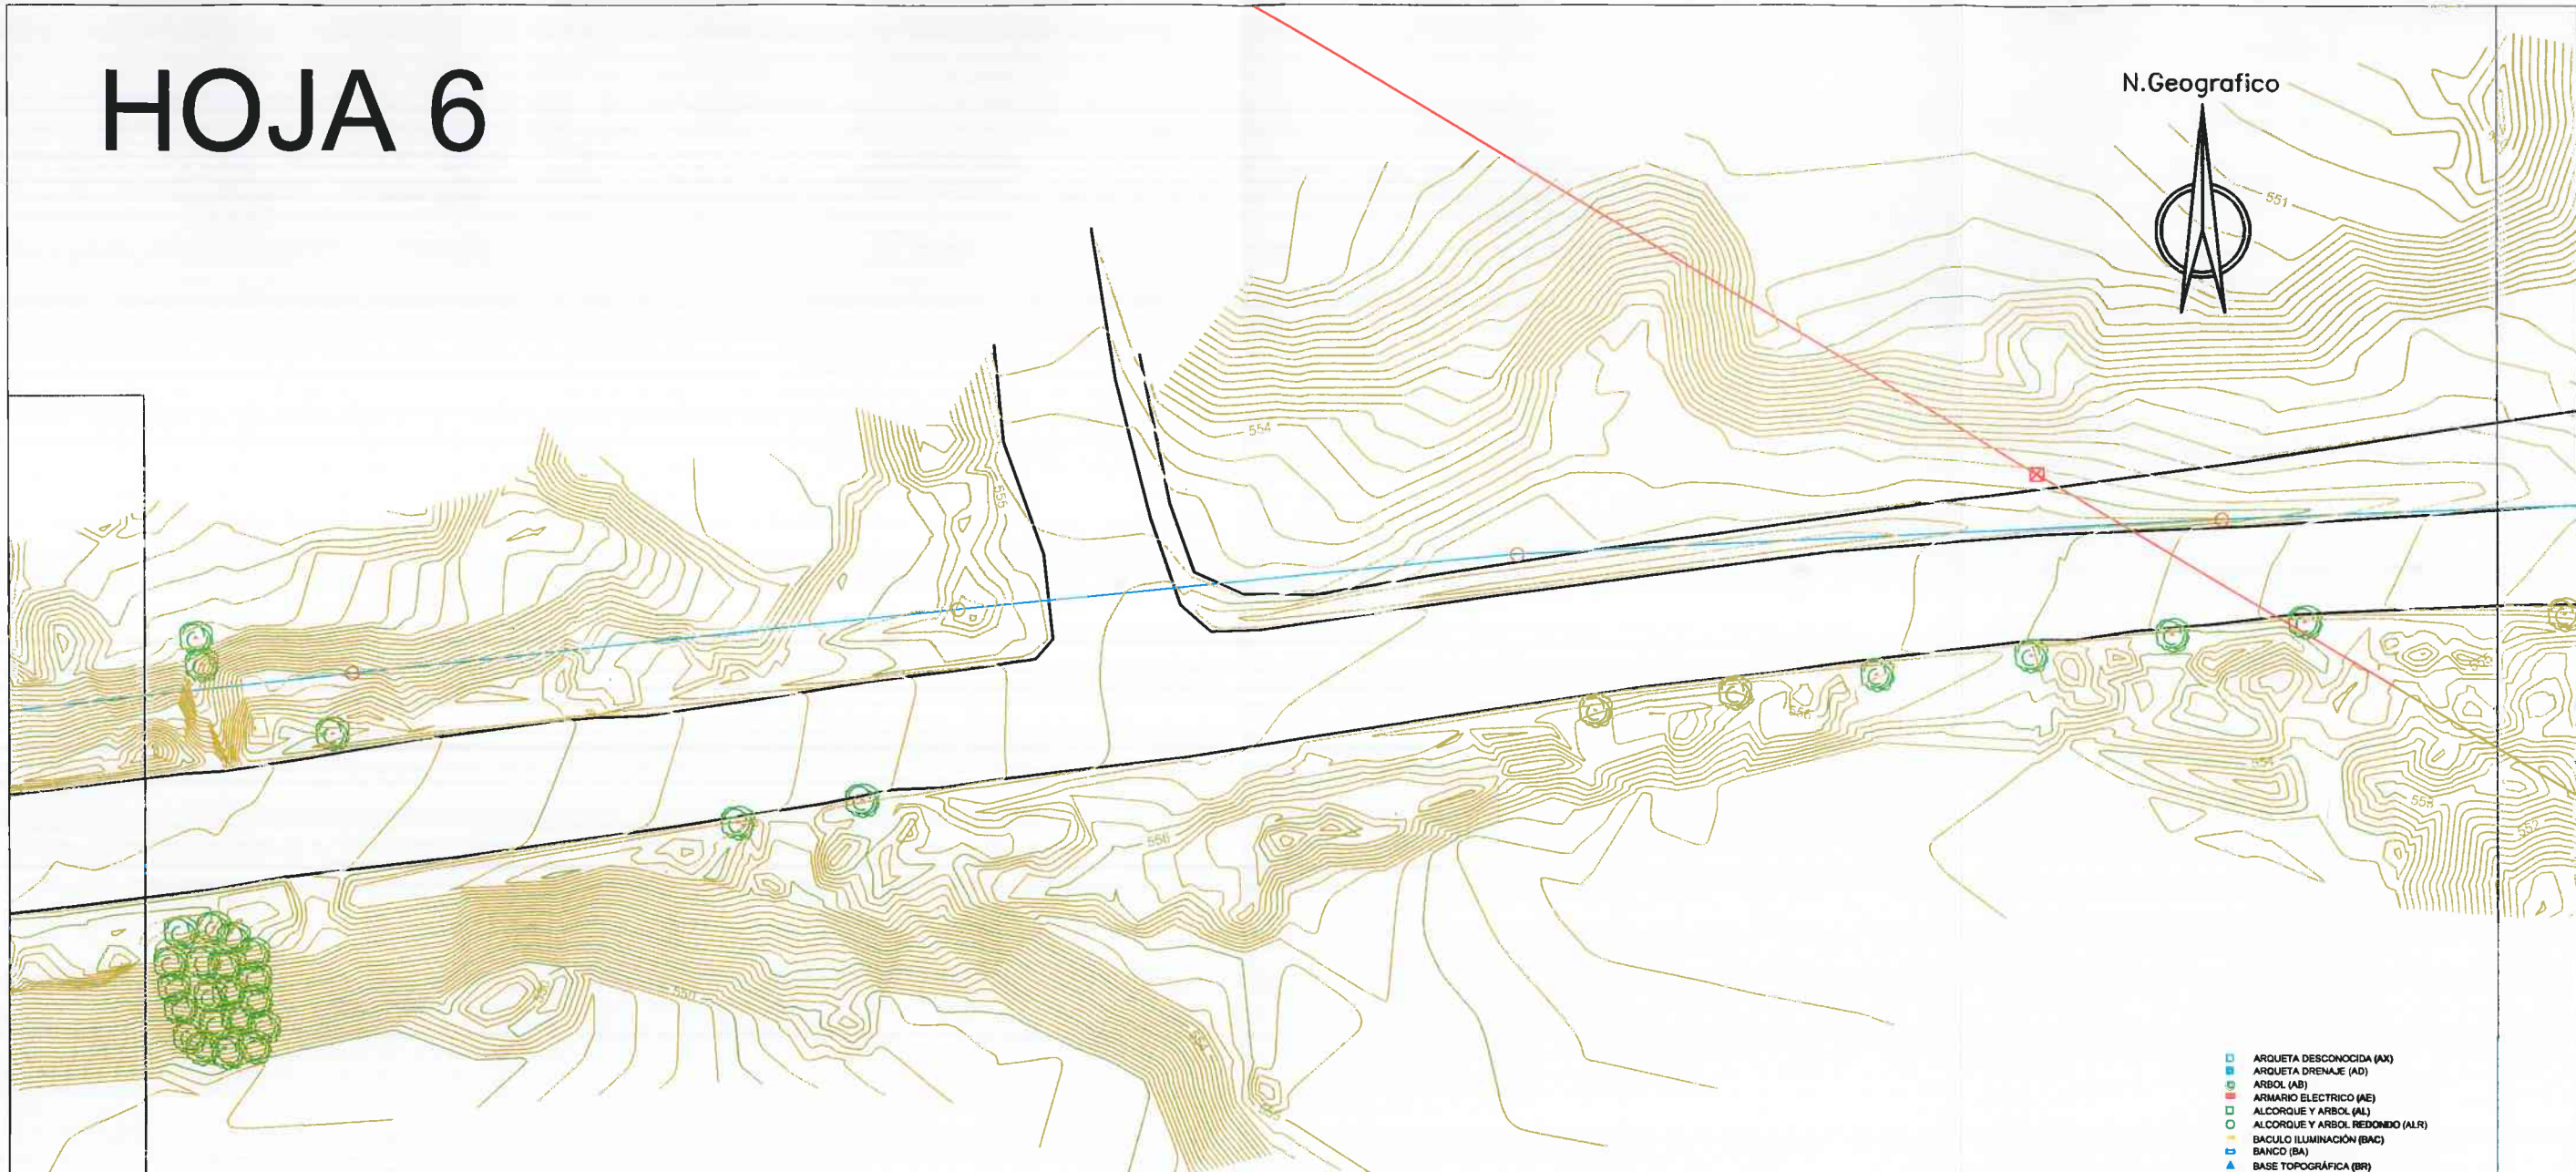 HOJA 6
N.Geografico
551
554
555
556
556
554
558
552
550
554
555
ARQUETA DESCONOCIDA (AX)
ARQUETA DRENAJE (AD)
ARBOL (AB)
ARMARIO ELECTRICO (AE)
ALCORQUE Y ARBOL (AL)
ALCORQUE Y ARBOL REDONDO (ALR)
BACULO ILUMINACIÓN (BAC)
BANCO (BA)
BASE TOPOGRÁFICA (BR)